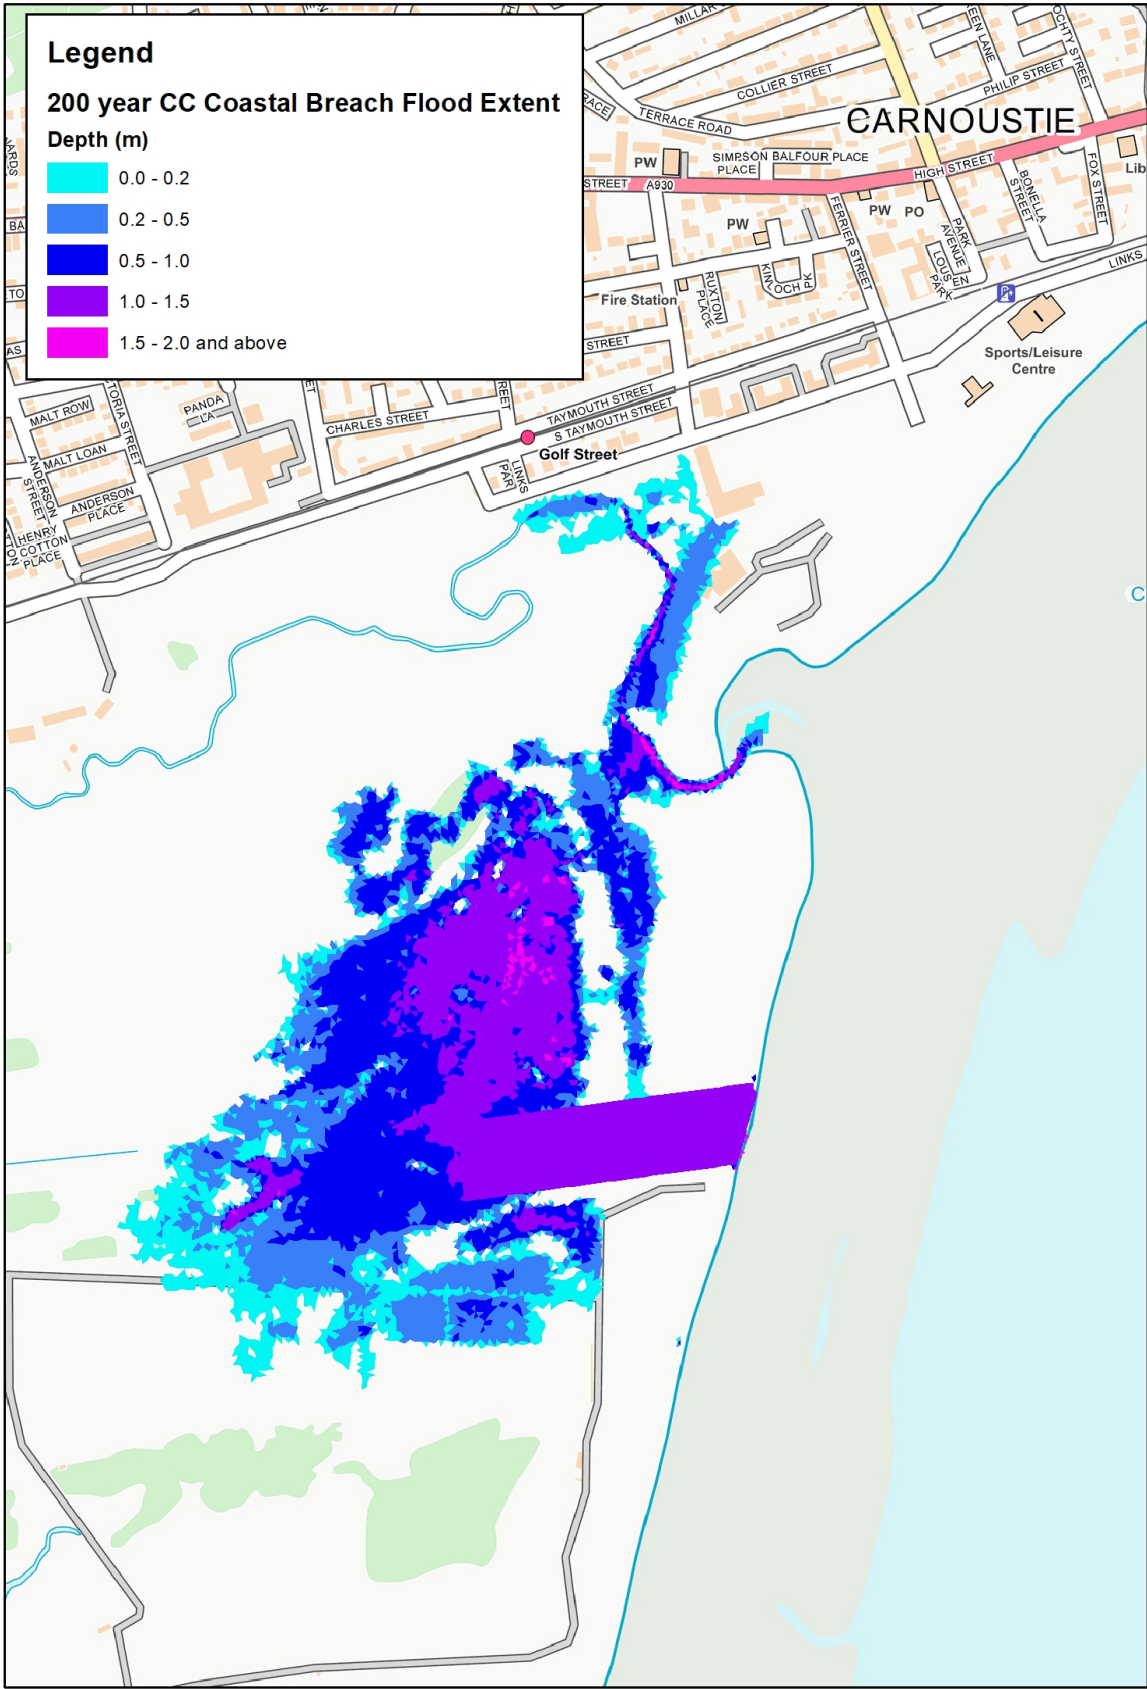 Legend
200 year CC Coastal Breach Flood Extent
Depth (m)
0.0 - 0.2
0.2 - 0.5
0.5 - 1.0
1.0 - 1.5
1.5 - 2.0 and above
MILLAR
COLLIER STREET
TERRACE ROAD
PHILIP STREET
CARNOUSTIE
PW
SIMPSON BALFOUR PLACE
PLACE
STREET
A930
HIGH STREET
FOX STREET
Lib
BONELLA
STREET
FERRIER STREET
PW
PO
PW
PARK
AVENUE
LINKS
KINLOCH
PK
RUXTON
PLACE
Fire Station
STREET
Sports/Leisure
Centre
TAYMOUTH STREET
S TAYMOUTH STREET
Golf Street
LINKS
PAR
CHARLES STREET
PANDA
LA
MALT ROW
MALT LOAN
ANDERSON
STREET
ANDERSON
PLACE
HENRY
COTTON
PLACE
C